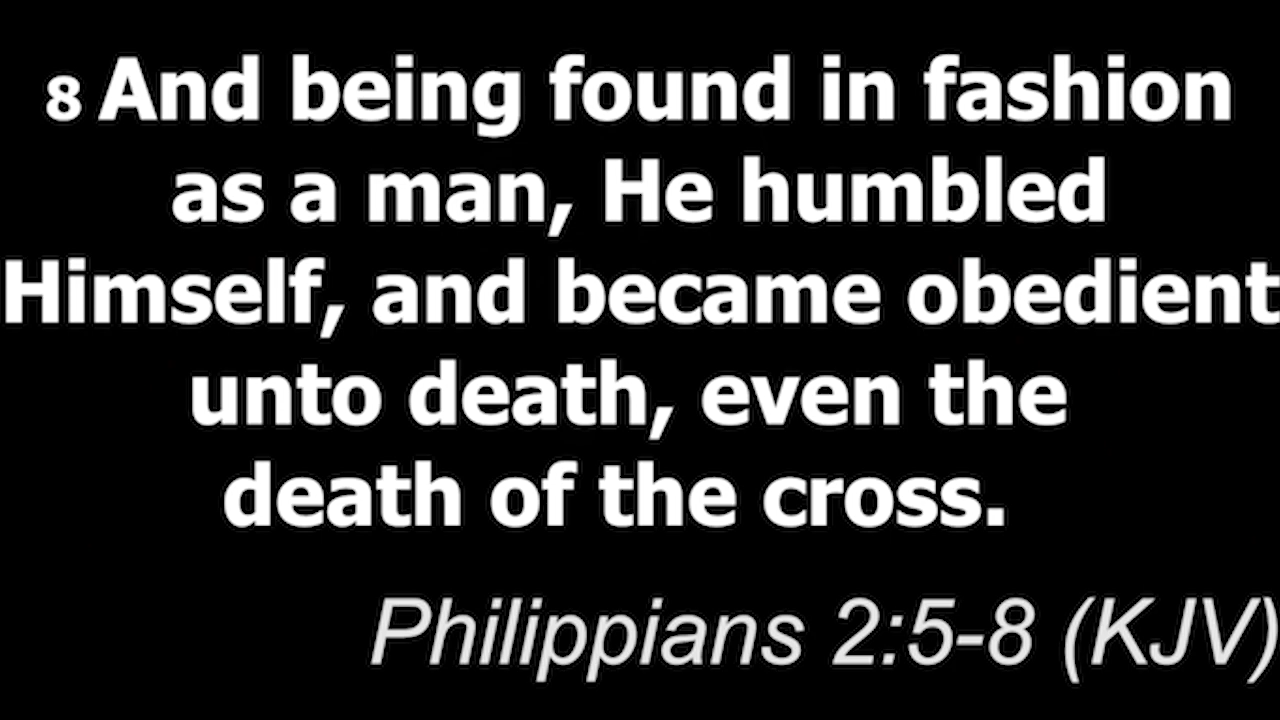 8 And being found in fashion
as a man, He humbled
Himself, and became obedient
unto death, even the
death of the cross.
Philippians 2:5-8 (KJV)